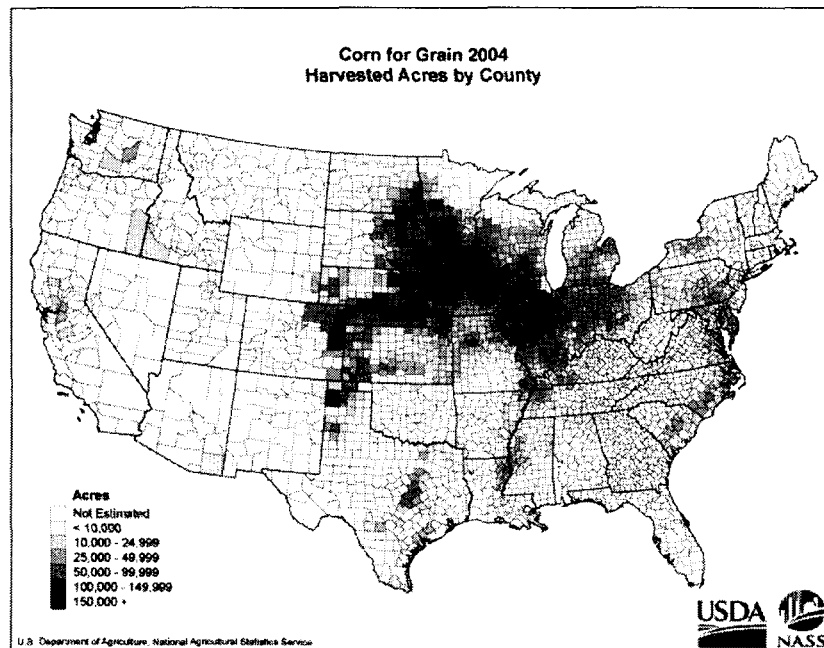 Corn for Grain 2004
Harvested Acres by County
Acres
Not Estimated
< 10,000
10,000 - 24,999
25,000 - 49,999
50,000 - 99,999
100,000 - 149,999
150,000 +
USDA
NASS
U.S. Department of Agriculture, National Agricultural Statistics Service